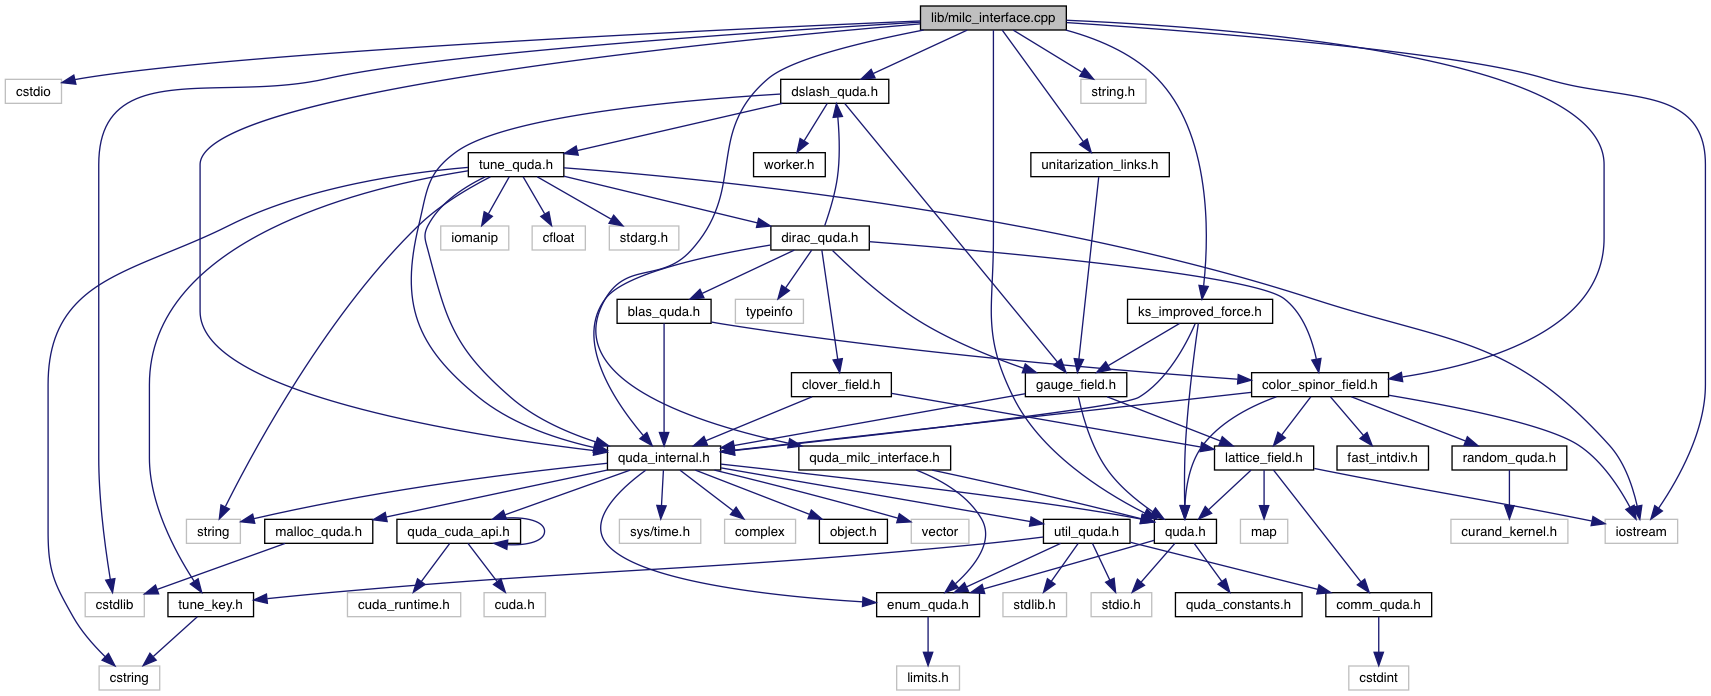 lib/milc_interface.cpp
cstdio
dslash_quda.h
string.h
tune_quda.h
worker.h
unitarization_links.h
iomanip
cfloat
stdarg.h
dirac_quda.h
blas_quda.h
typeinfo
ks_improved_force.h
clover_field.h
gauge_field.h
color_spinor_field.h
quda_internal.h
quda_milc_interface.h
lattice_field.h
fast_intdiv.h
random_quda.h
string
malloc_quda.h
quda_cuda_api.h
sys/time.h
complex
object.h
vector
util_quda.h
quda.h
map
curand_kernel.h
iostream
cstdlib
tune_key.h
cuda_runtime.h
cuda.h
enum_quda.h
stdlib.h
stdio.h
quda_constants.h
comm_quda.h
cstring
limits.h
cstdint